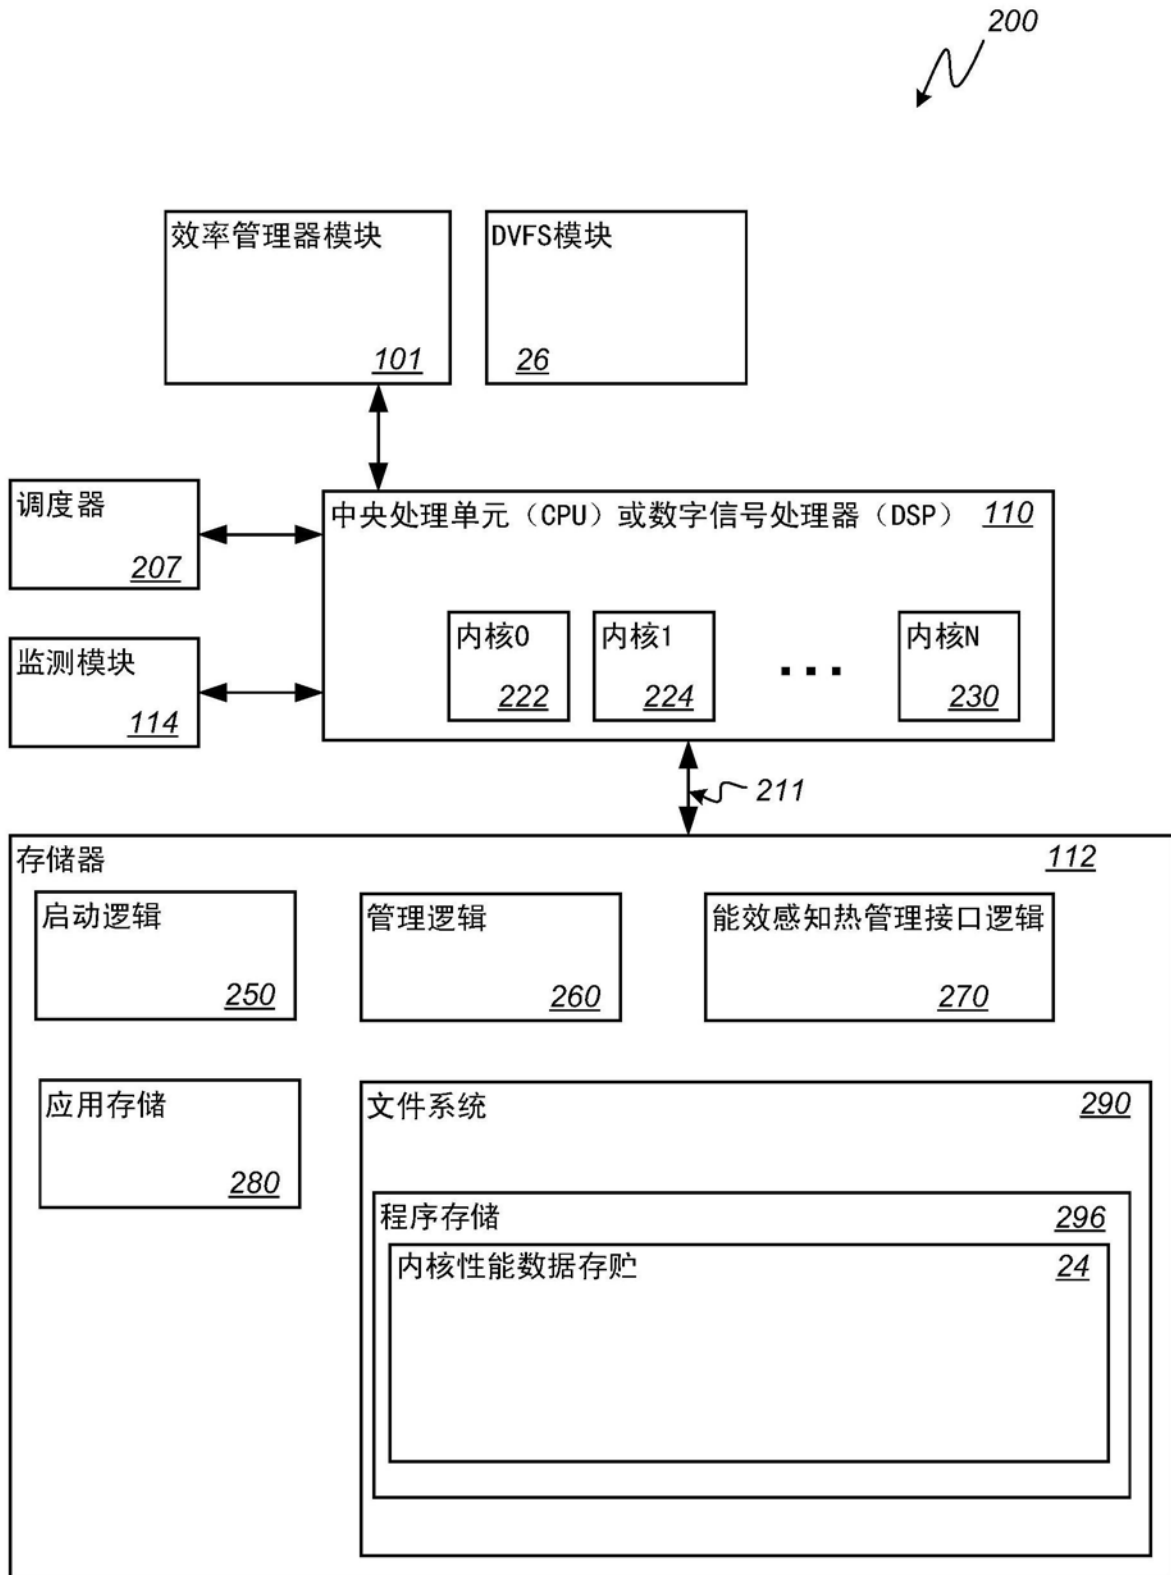 200
效率管理器模块
101
DVFS模块
26
调度器
207
中央处理单元（CPU）或数字信号处理器（DSP） 110
内核0
222
内核1
224
...
内核N
230
监测模块
114
211
存储器 112
启动逻辑
250
管理逻辑
260
能效感知热管理接口逻辑
270
应用存储
280
文件系统 290
程序存储 296
内核性能数据存贮 24